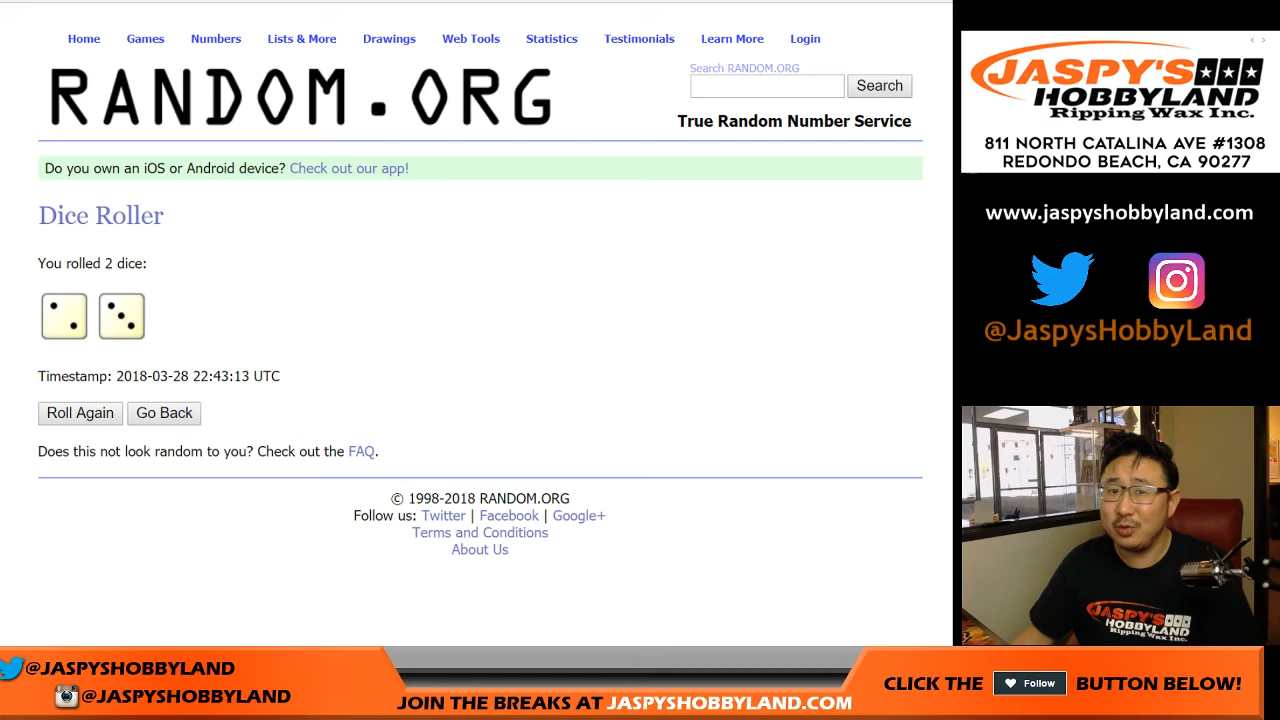 Home Games Numbers Lists & More Drawings Web Tools Statistics Testimonials Learn More Login
RANDOM.ORG
Search RANDOM.ORG
Search
True Random Number Service
Do you own an iOS or Android device? Check out our app!
Dice Roller
You rolled 2 dice:
Timestamp: 2018-03-28 22:43:13 UTC
Roll Again Go Back
Does this not look random to you? Check out the FAQ.
© 1998-2018 RANDOM.ORG
Follow us: Twitter | Facebook | Google+
Terms and Conditions
About Us
JASPY'S
HOBBYLAND
Ripping Wax Inc.
811 NORTH CATALINA AVE #1308
REDONDO BEACH, CA 90277
www.jaspyshobbyland.com
@JaspysHobbyLand
JASPY'S
HOBBYLAND
Ripping Wax Inc.
@JASPYSHOBBYLAND
@JASPYSHOBBYLAND
JOIN THE BREAKS AT JASPYSHOBBYLAND.COM
CLICK THE Follow BUTTON BELOW!